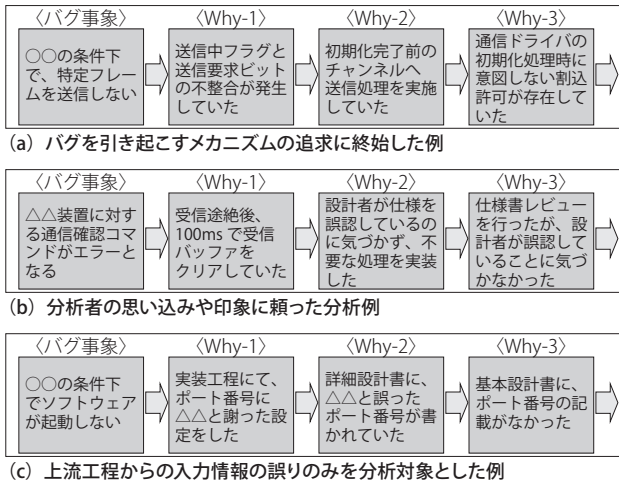 〈バグ事象〉
〈Why-1〉
〈Why-2〉
〈Why-3〉
○○の条件下
で、特定フレー
ムを送信しない
送信中フラグと
送信要求ビット
の不整合が発生
していた
初期化完了前の
チャンネルへ
送信処理を実施
していた
通信ドライバの
初期化処理時に
意図しない割込
許可が存在して
いた
(a) バグを引き起こすメカニズムの追求に終始した例
〈バグ事象〉
〈Why-1〉
〈Why-2〉
〈Why-3〉
△△装置に対す
る通信確認コマ
ンドがエラーと
なる
受信途絶後、
100ms で受信
バッファを
クリアしていた
設計者が仕様を
誤認しているの
に気づかず、不
要な処理を実装
した
仕様書レビュー
を行ったが、設
計者が誤認して
いることに気づ
かなかった
(b) 分析者の思い込みや印象に頼った分析例
〈バグ事象〉
〈Why-1〉
〈Why-2〉
〈Why-3〉
○○の条件下
でソフトウェア
が起動しない
実装工程にて、
ポート番号に
△△と謝った設
定をした
詳細設計書に、
△△と誤った
ポート番号が書
かれていた
基本設計書に、
ポート番号の記
載がなかった
(c) 上流工程からの入力情報の誤りのみを分析対象とした例